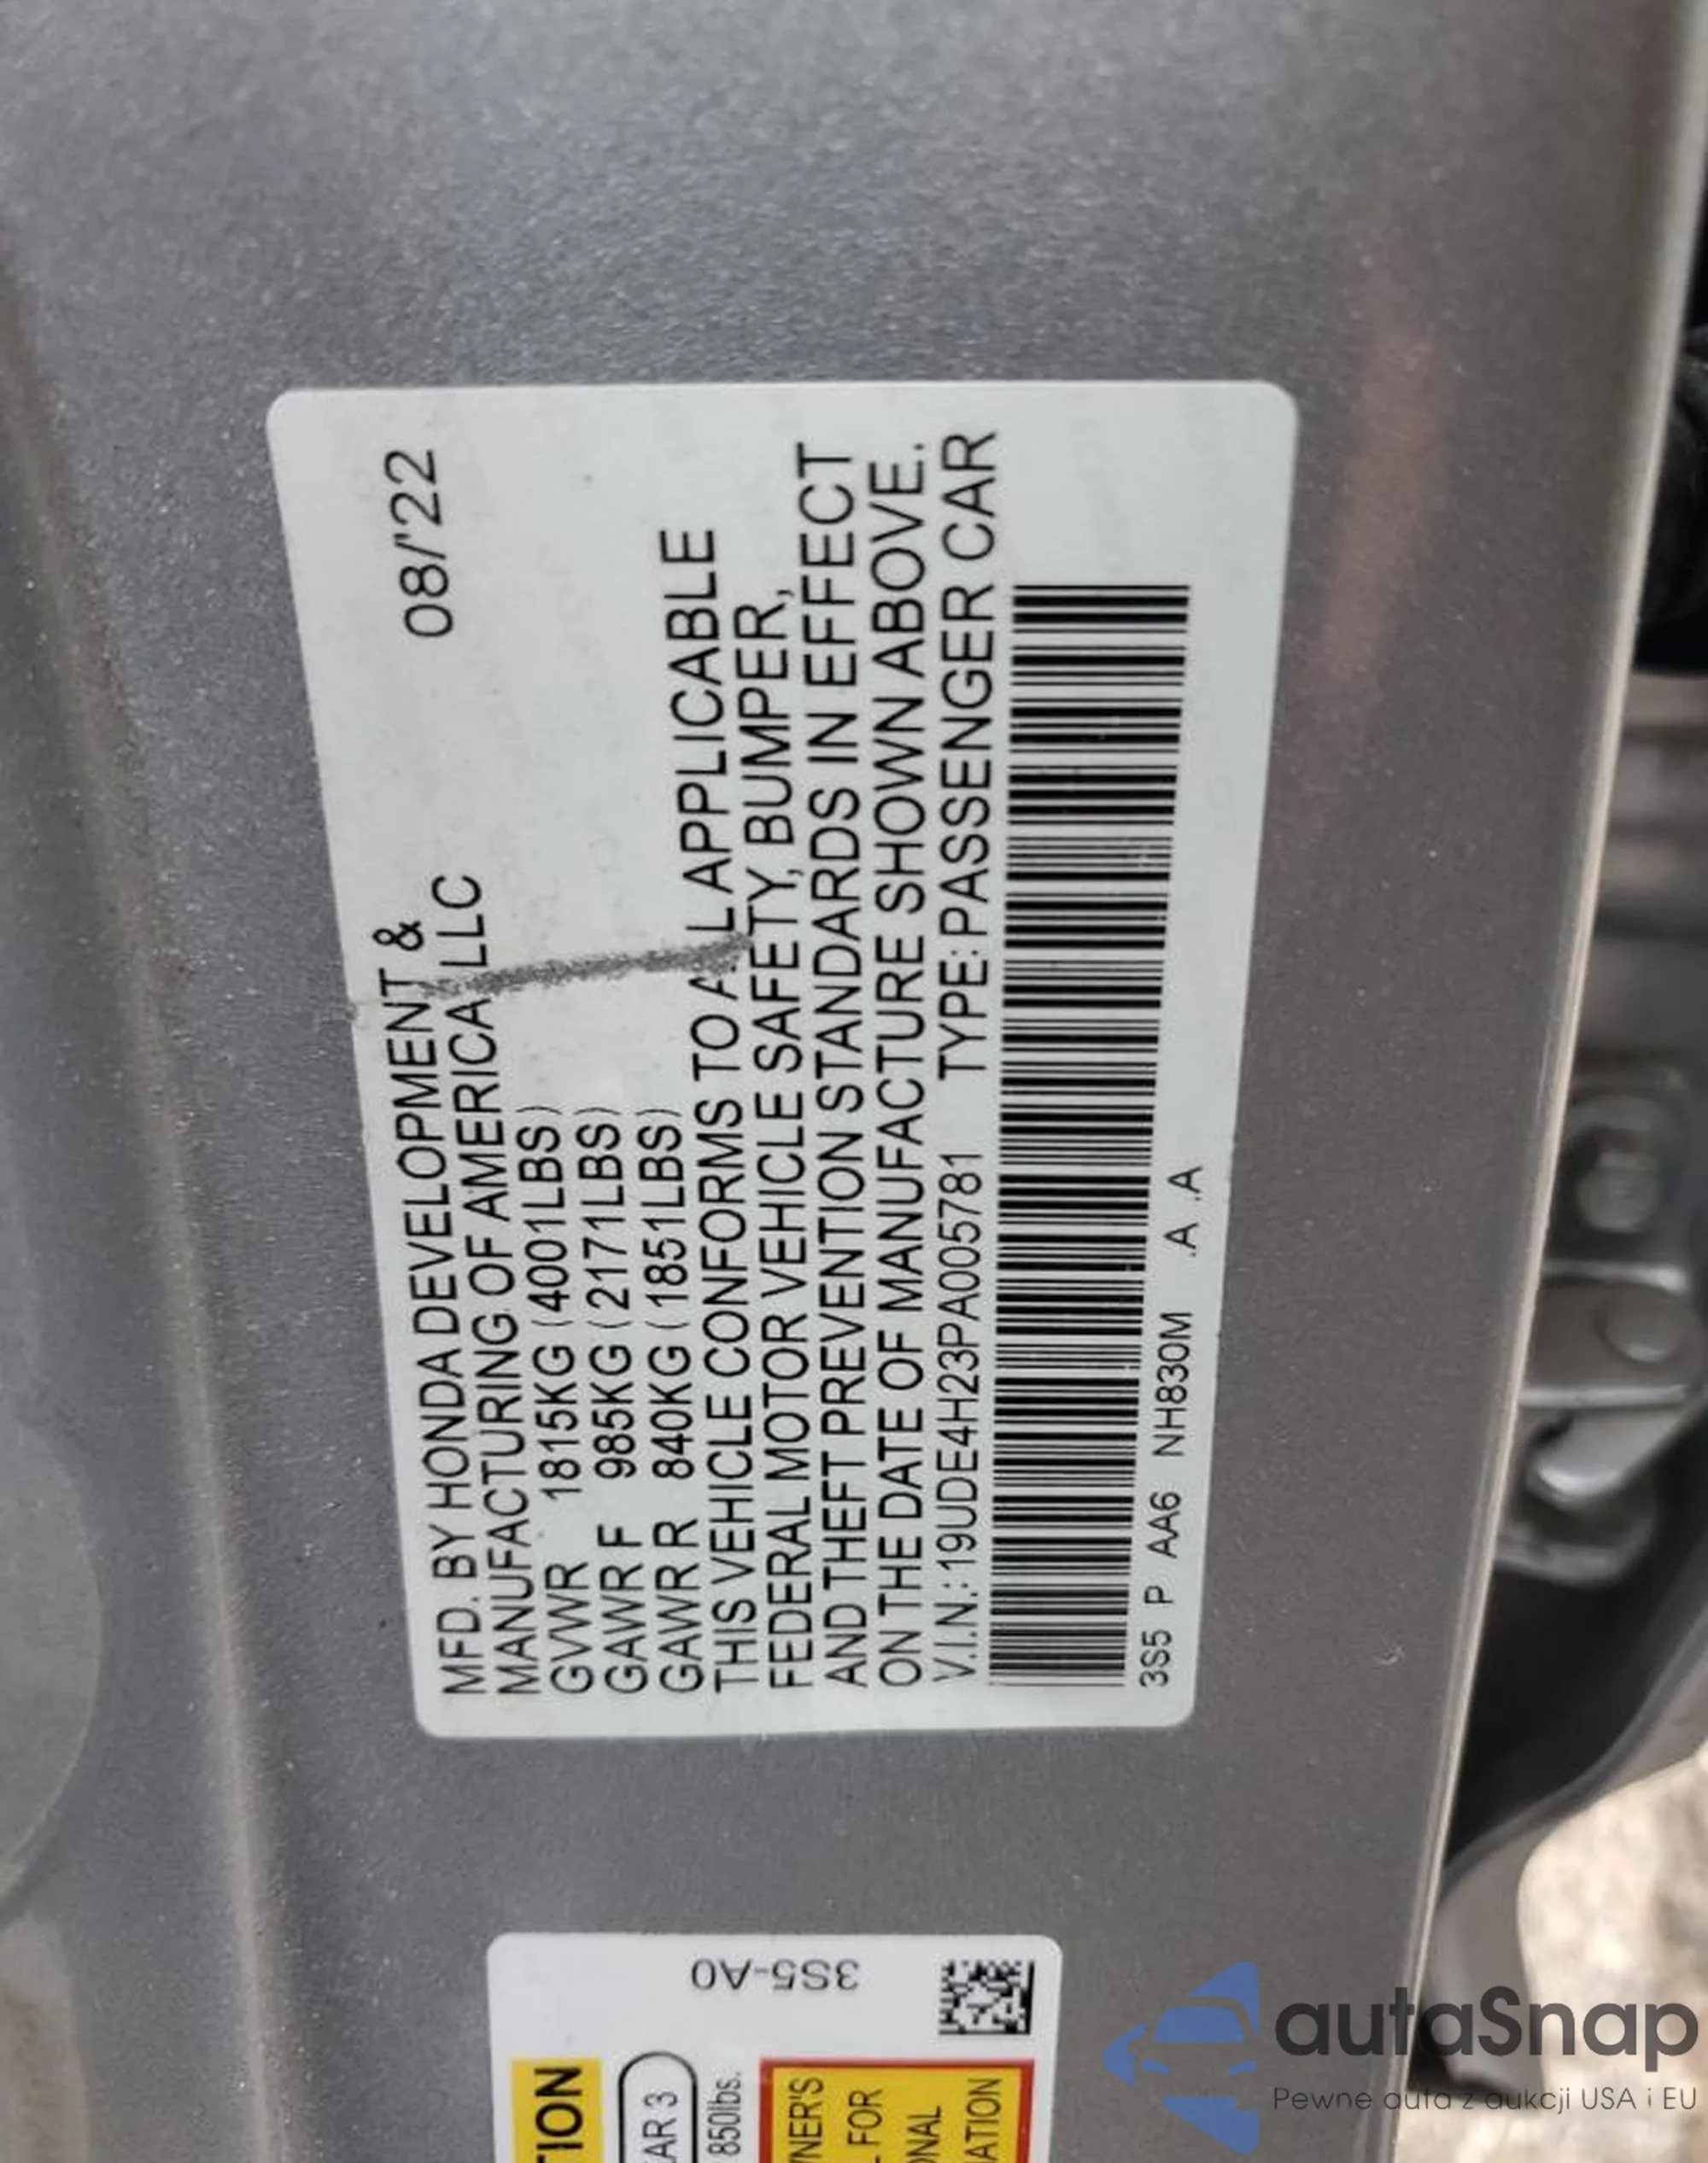 MFD. BY HONDA DEVELOPMENT & 08/'22
MANUFACTURING OF AMERICA LLC
GVWR 1815KG (4001LBS)
GAWR F 985KG (2171LBS)
GAWR R 840KG (1851LBS)
THIS VEHICLE CONFORMS TO ALL APPLICABLE
FEDERAL MOTOR VEHICLE SAFETY, BUMPER,
AND THEFT PREVENTION STANDARDS IN EFFECT
ON THE DATE OF MANUFACTURE SHOWN ABOVE.
V.I.N.: 19UDE4H23PA005781 TYPE: PASSENGER CAR
3S5 P AA6 NH830M .A .A
3S5-A0
autaSnap
Pewne auta z aukcji USA i EU
850lbs.
FOR